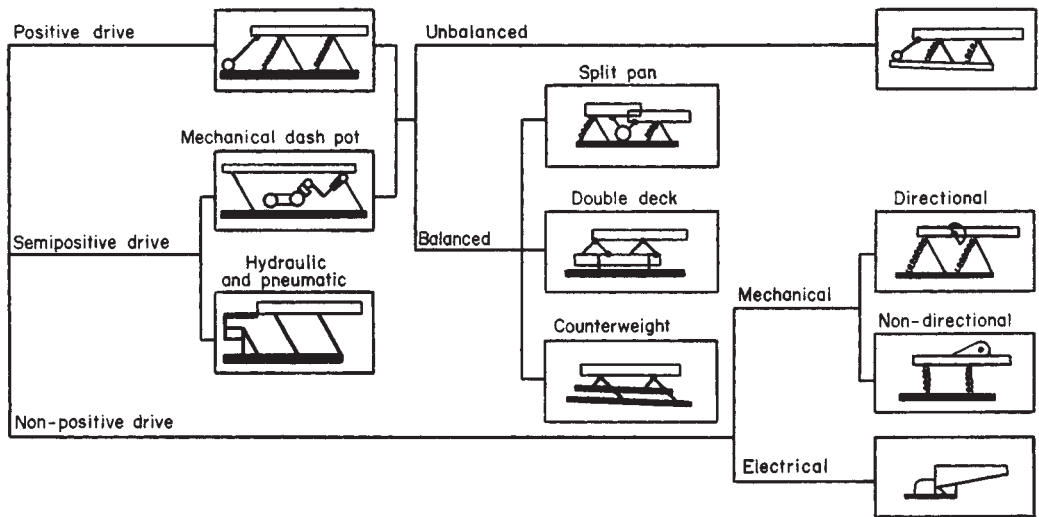 Positive drive
Unbalanced
Split pan
Mechanical dash pot
Double deck
Directional
Semipositive drive
Balanced
Hydraulic
and pneumatic
Mechanical
Counterweight
Non-directional
Non-positive drive
Electrical